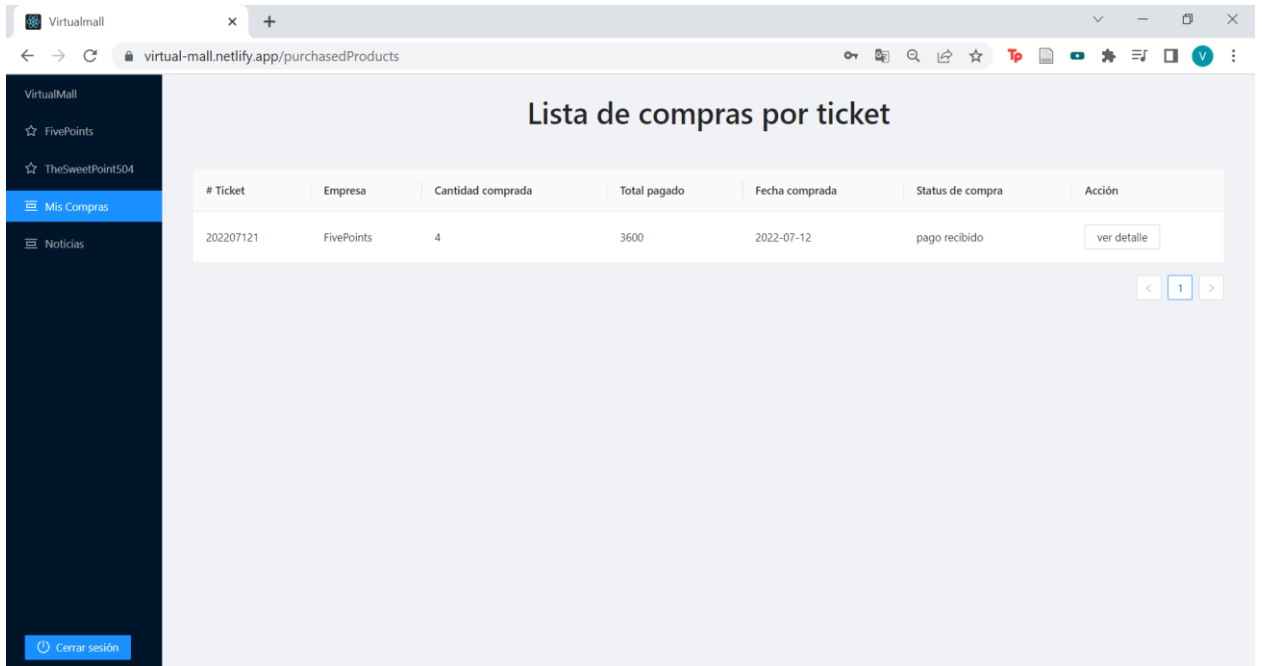 Virtualmall
virtual-mall.netlify.app/purchasedProducts
Tp
V
VirtualMall
FivePoints
TheSweetPoint504
Mis Compras
Noticias
Cerrar sesión
Lista de compras por ticket
# Ticket Empresa Cantidad comprada Total pagado Fecha comprada Status de compra Acción
202207121 FivePoints 4 3600 2022-07-12 pago recibido ver detalle
< 1 >